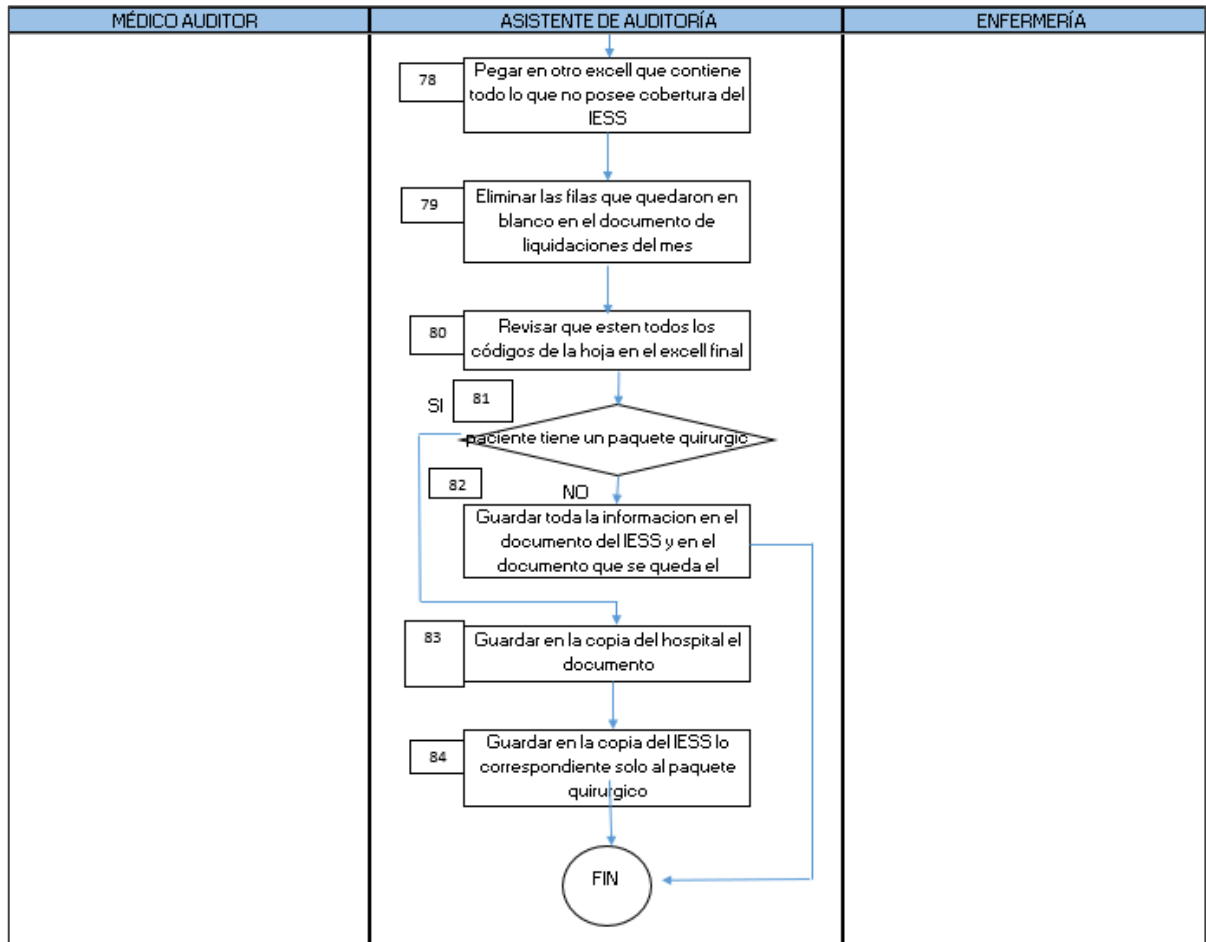 MÉDICO AUDITOR
ASISTENTE DE AUDITORÍA
ENFERMERÍA
78
Pegar en otro excell que contiene
todo lo que no posee cobertura del
IESS
79
Eliminar las filas que quedaron en
blanco en el documento de
liquidaciones del mes
80
Revisar que esten todos los
códigos de la hoja en el excell final
SI
81
paciente tiene un paquete quirurgic
82
NO
Guardar toda la informacion en el
documento del IESS y en el
documento que se queda el
83
Guardar en la copia del hospital el
documento
84
Guardar en la copia del IESS lo
correspondiente solo al paquete
quirurgico
FIN